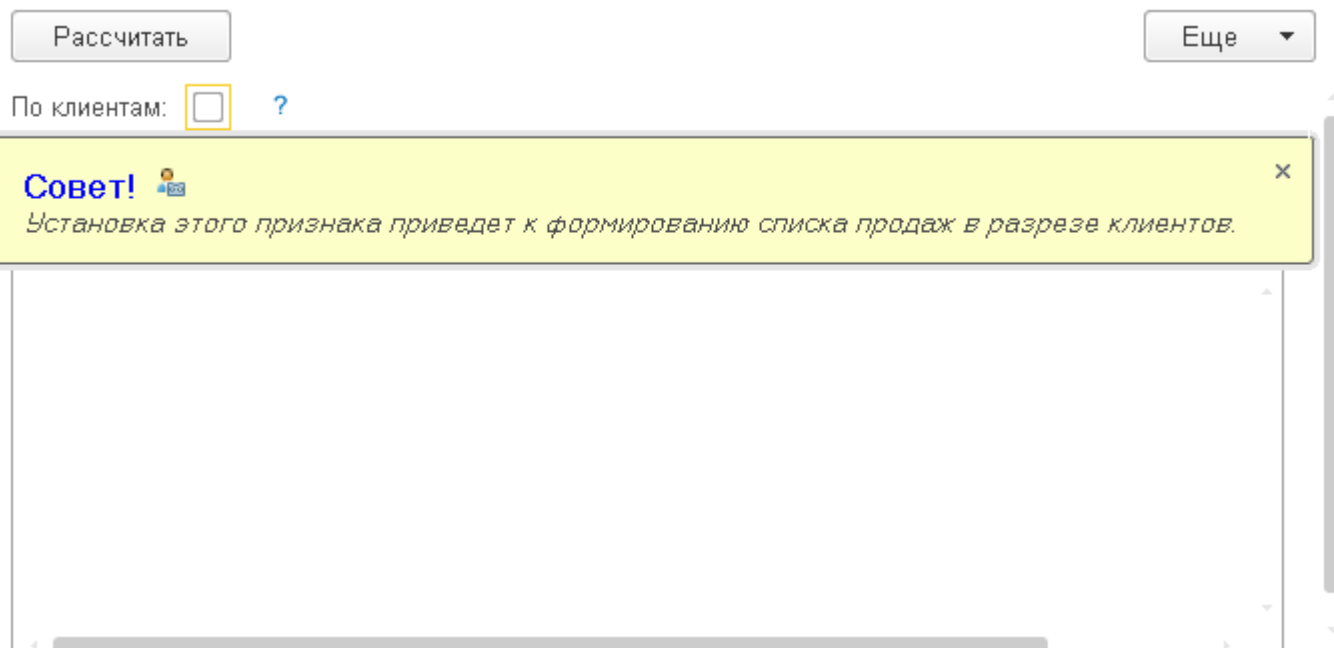 Рассчитать
Еще
По клиентам:
?
Совет!
Установка этого признака приведет к формированию списка продаж в разрезе клиентов.